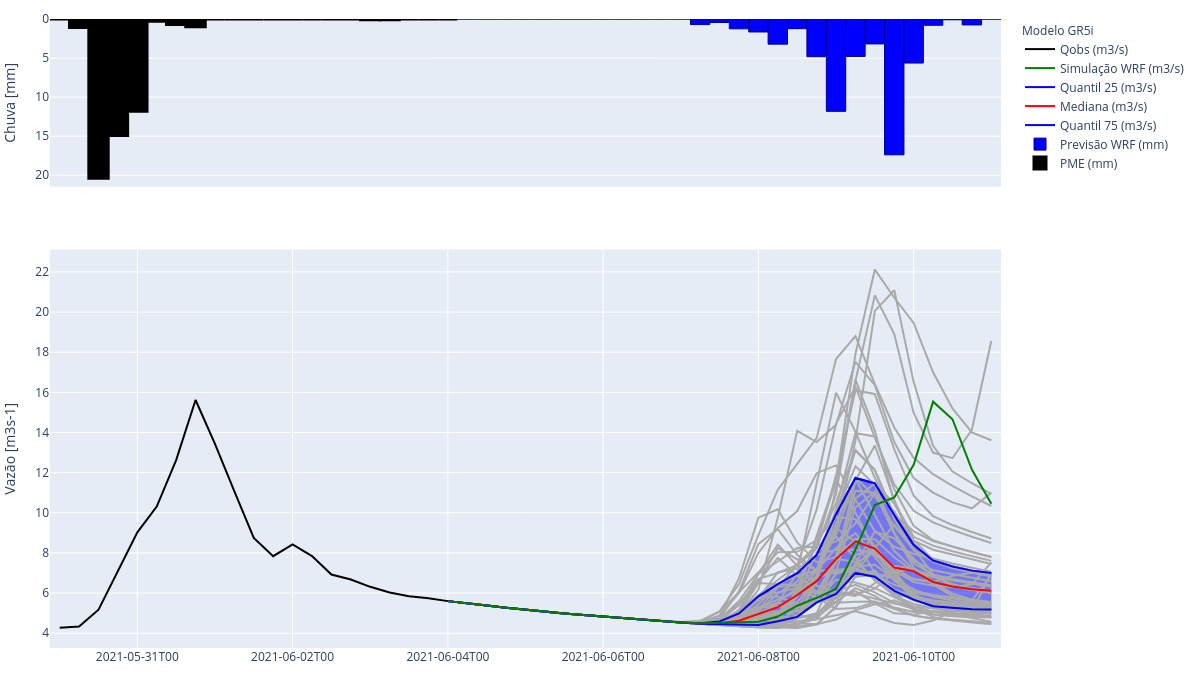 0
5
10
15
20
Chuva [mm]
Modelo GR5i
Qobs (m3/s)
Simulação WRF (m3/s)
Quantil 25 (m3/s)
Mediana (m3/s)
Quantil 75 (m3/s)
Previsão WRF (mm)
PME (mm)
22
20
18
16
14
12
10
8
6
4
Vazão [m3s-1]
2021-05-31T00
2021-06-02T00
2021-06-04T00
2021-06-06T00
2021-06-08T00
2021-06-10T00